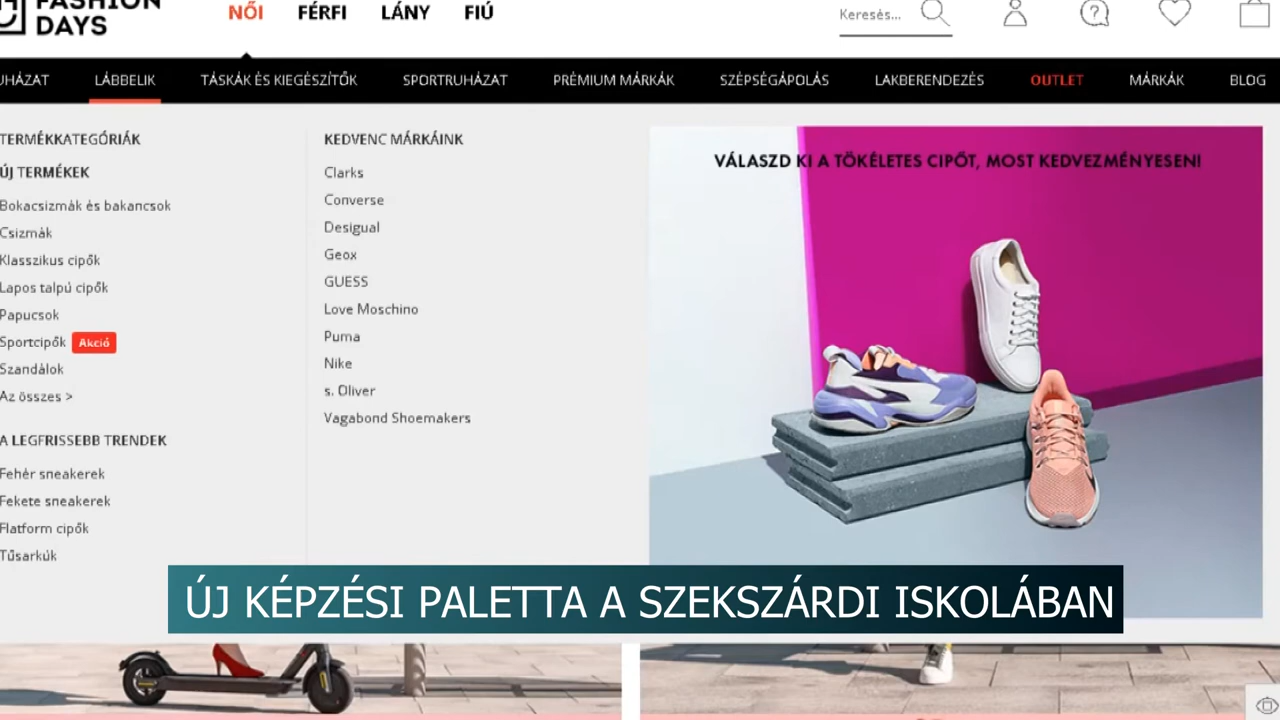 FASHION
DAYS
NŐI FÉRFI LÁNY FIÚ
Keresés...
LÁBBELIK TÁSKÁK ÉS KIEGÉSZÍTŐK SPORTRUHÁZAT PRÉMIUM MÁRKÁK SZÉPSÉGÁPOLÁS LAKBERENDEZÉS OUTLET MÁRKÁK BLOG
TERMÉKKATEGÓRIÁK
ÚJ TERMÉKEK
Bokacsizmák és bakancsok
Csizmák
Klasszikus cipők
Lapos talpú cipők
Papucsok
Sportcipők Akció
Szandálok
Az összes >
A LEGFRISSEBB TRENDEK
Fehér sneakerek
Fekete sneakerek
Flatform cipők
Tűsarkúk
KEDVENC MÁRKÁINK
Clarks
Converse
Desigual
Geox
GUESS
Love Moschino
Puma
Nike
s. Oliver
Vagabond Shoemakers
VÁLASZD KI A TÖKÉLETES CIPŐT, MOST KEDVEZMÉNYESEN!
ÚJ KÉPZÉSI PALETTA A SZEKSZÁRDI ISKOLÁBAN